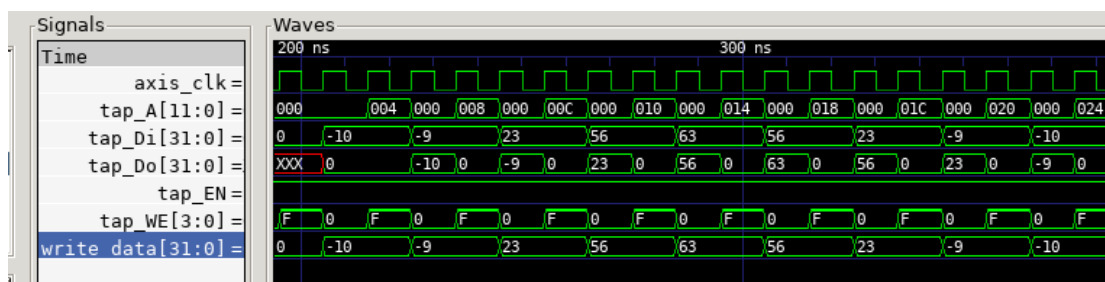 Signals
Waves
Time
200 ns 300 ns
axis_clk=
tap_A[11:0]= 000 004 000 008 000 00C 000 010 000 014 000 018 000 01C 000 020 000 024
tap_Di[31:0]= 0 -10 -9 23 56 63 56 23 -9 -10
tap_Do[31:0]= XXX 0 -10 0 -9 0 23 0 56 0 63 0 56 0 23 0 -9 0
tap_EN=
tap_WE[3:0]= F 0 F 0 F 0 F 0 F 0 F 0 F 0 F 0 F 0 F
write data[31:0]= 0 -10 -9 23 56 63 56 23 -9 -10